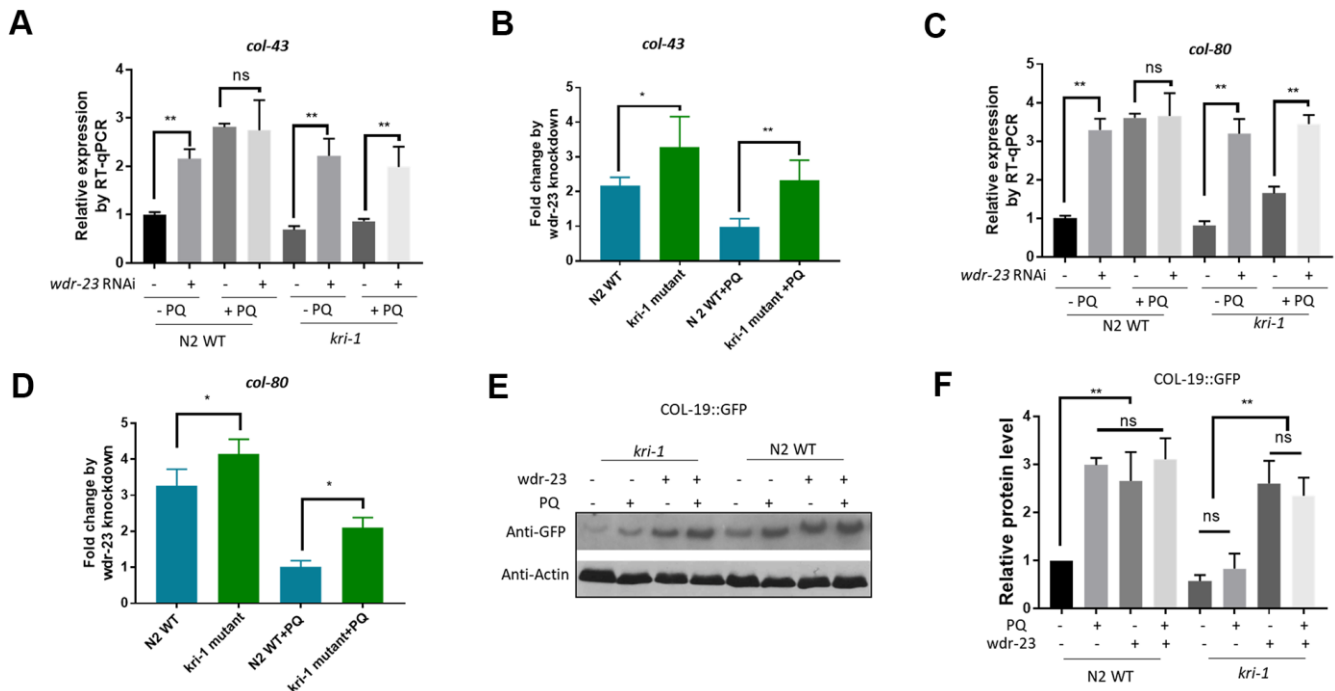 A
col-43
Relative expression
by RT-qPCR
4
3
2
1
0
**
ns
**
**
wdr-23 RNAi
- + - + - + - +
- PQ + PQ - PQ + PQ
N2 WT kri-1
B
col-43
Fold change by
wdr-23 knockdown
5
4
3
2
1
0
*
**
N2 WT
kri-1 mutant
N 2 WT+PQ
kri-1 mutant +PQ
C
col-80
Relative expression
by RT-qPCR
5
4
3
2
1
0
**
ns
**
**
wdr-23 RNAi
- + - + - + - +
- PQ + PQ - PQ + PQ
N2 WT kri-1
D
col-80
Fold change by
wdr-23 knockdown
5
4
3
2
1
0
*
*
N2 WT
kri-1 mutant
N2 WT+PQ
kri-1 mutant+PQ
E
COL-19::GFP
kri-1 N2 WT
wdr-23 - - + + - - + +
PQ - + - + - + - +
Anti-GFP
Anti-Actin
F
COL-19::GFP
Relative protein level
4
3
2
1
0
**
ns
**
ns
ns
PQ - + - + - + - +
wdr-23 - - + + - - + +
N2 WT kri-1